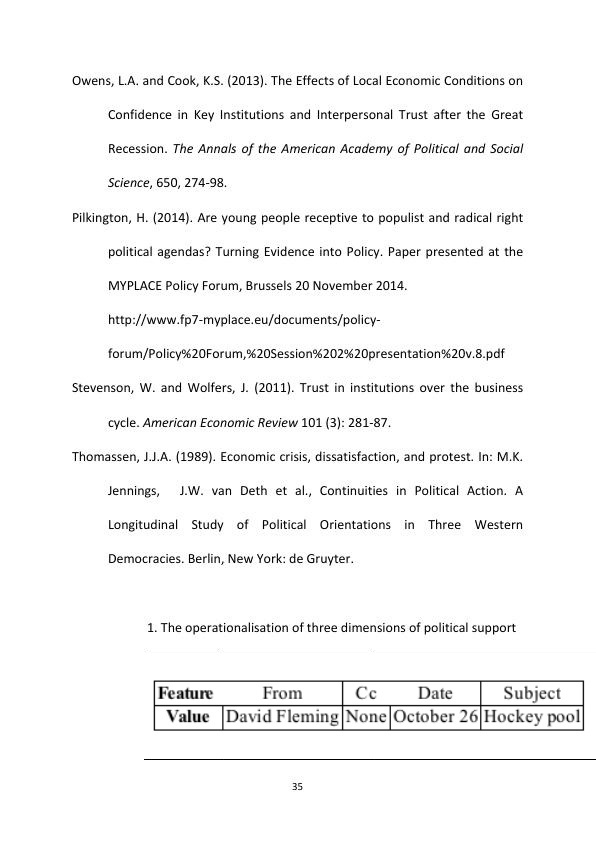 Owens, L.A. and Cook, K.S. (2013). The Effects of Local Economic Conditions on
Confidence in Key Institutions and Interpersonal Trust after the Great
Recession. The Annals of the American Academy of Political and Social
Science, 650, 274-98.
Pilkington, H. (2014). Are young people receptive to populist and radical right
political agendas? Turning Evidence into Policy. Paper presented at the
MYPLACE Policy Forum, Brussels 20 November 2014.
http://www.fp7-myplace.eu/documents/policy-
forum/Policy%20Forum,%20Session%202%20presentation%20v.8.pdf
Stevenson, W. and Wolfers, J. (2011). Trust in institutions over the business
cycle. American Economic Review 101 (3): 281-87.
Thomassen, J.J.A. (1989). Economic crisis, dissatisfaction, and protest. In: M.K.
Jennings, J.W. van Deth et al., Continuities in Political Action. A
Longitudinal Study of Political Orientations in Three Western
Democracies. Berlin, New York: de Gruyter.
1. The operationalisation of three dimensions of political support
Feature From Cc Date Subject
Value David Fleming None October 26 Hockey pool
35